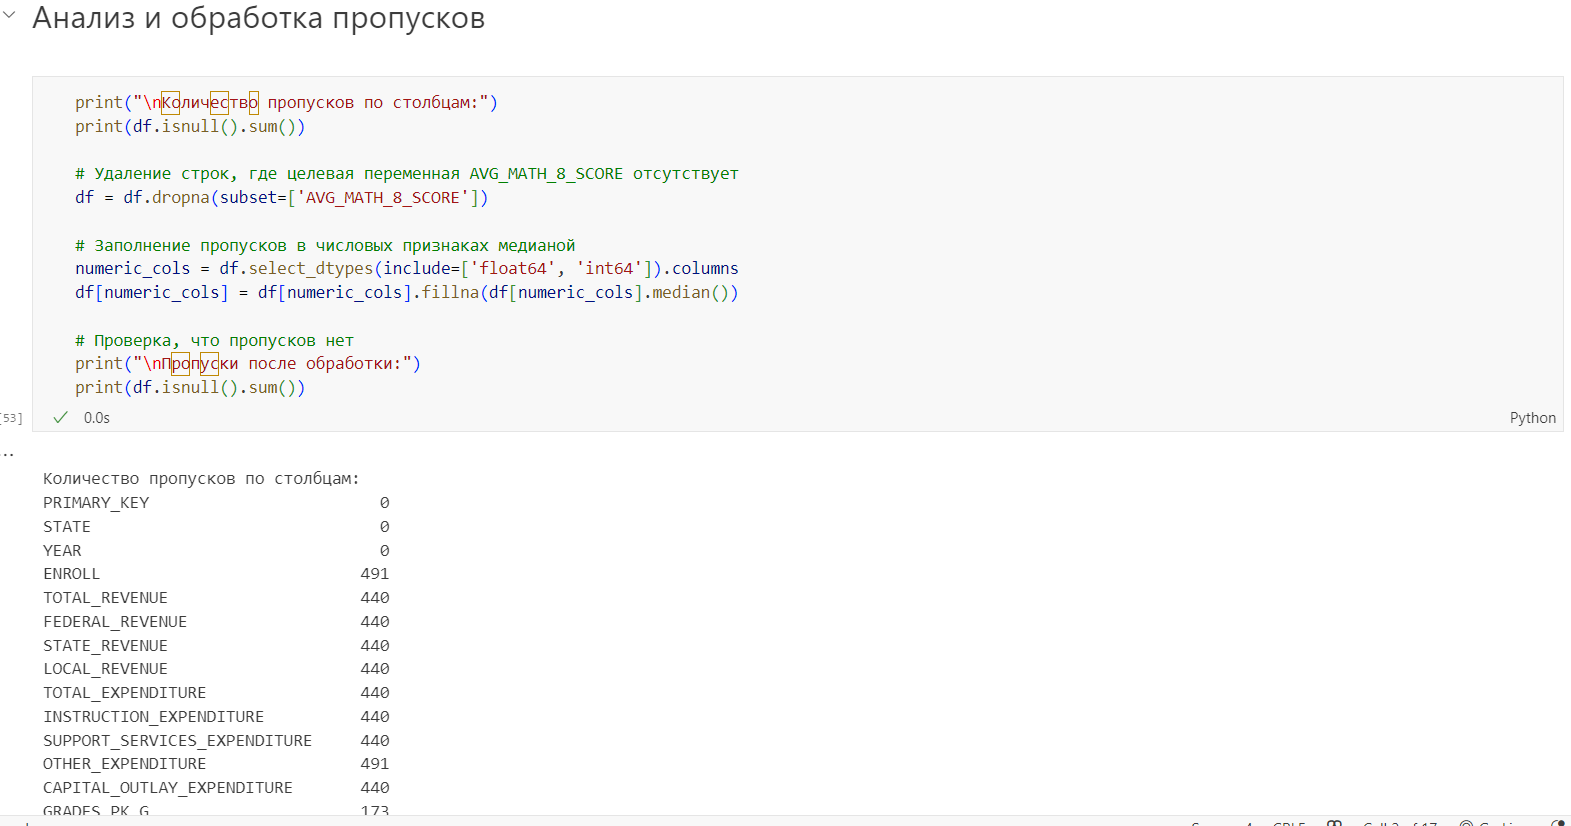 Анализ и обработка пропусков
print("\nКоличество пропусков по столбцам:")
print(df.isnull().sum())
# Удаление строк, где целевая переменная AVG_MATH_8_SCORE отсутствует
df = df.dropna(subset=['AVG_MATH_8_SCORE'])
# Заполнение пропусков в числовых признаках медианой
numeric_cols = df.select_dtypes(include=['float64', 'int64']).columns
df[numeric_cols] = df[numeric_cols].fillna(df[numeric_cols].median())
# Проверка, что пропусков нет
print("\nПропуски после обработки:")
print(df.isnull().sum())
[53] 0.0s Python
...
Количество пропусков по столбцам:
PRIMARY_KEY 0
STATE 0
YEAR 0
ENROLL 491
TOTAL_REVENUE 440
FEDERAL_REVENUE 440
STATE_REVENUE 440
LOCAL_REVENUE 440
TOTAL_EXPENDITURE 440
INSTRUCTION_EXPENDITURE 440
SUPPORT_SERVICES_EXPENDITURE 440
OTHER_EXPENDITURE 491
CAPITAL_OUTLAY_EXPENDITURE 440
GRADES_PK_G 173